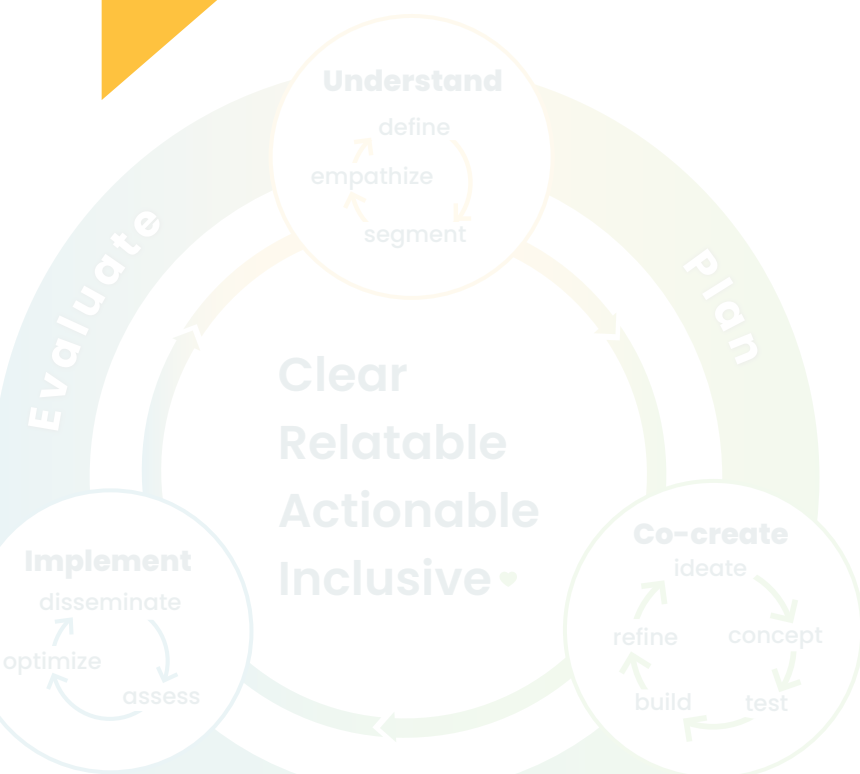 Understand
define
empathize
segment
Evaluate
Plan
Clear
Relatable
Actionable
Inclusive
Implement
disseminate
optimize
assess
Co-create
ideate
refine
concept
build
test